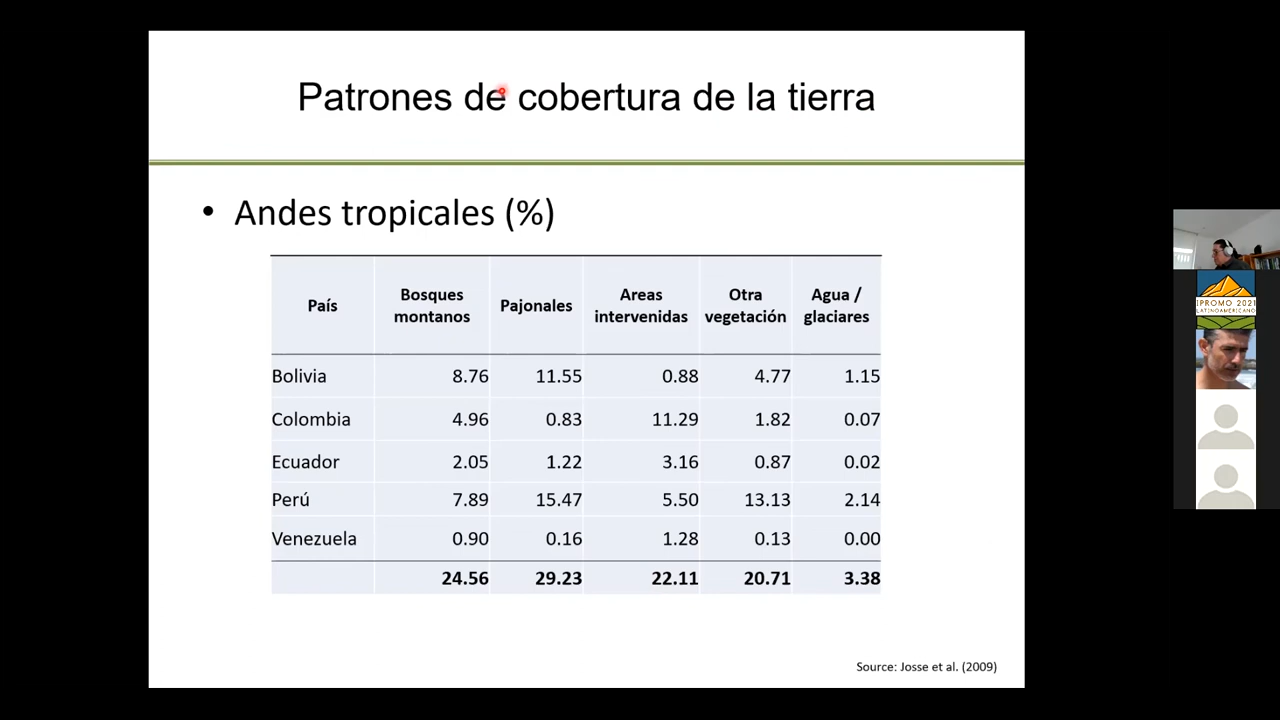 Patrones de cobertura de la tierra
• Andes tropicales (%)
País Bosques montanos Pajonales Areas intervenidas Otra vegetación Agua / glaciares
Bolivia 8.76 11.55 0.88 4.77 1.15
Colombia 4.96 0.83 11.29 1.82 0.07
Ecuador 2.05 1.22 3.16 0.87 0.02
Perú 7.89 15.47 5.50 13.13 2.14
Venezuela 0.90 0.16 1.28 0.13 0.00
24.56 29.23 22.11 20.71 3.38
Source: Josse et al. (2009)
IPROMO 2021
LATINOAMERICANO